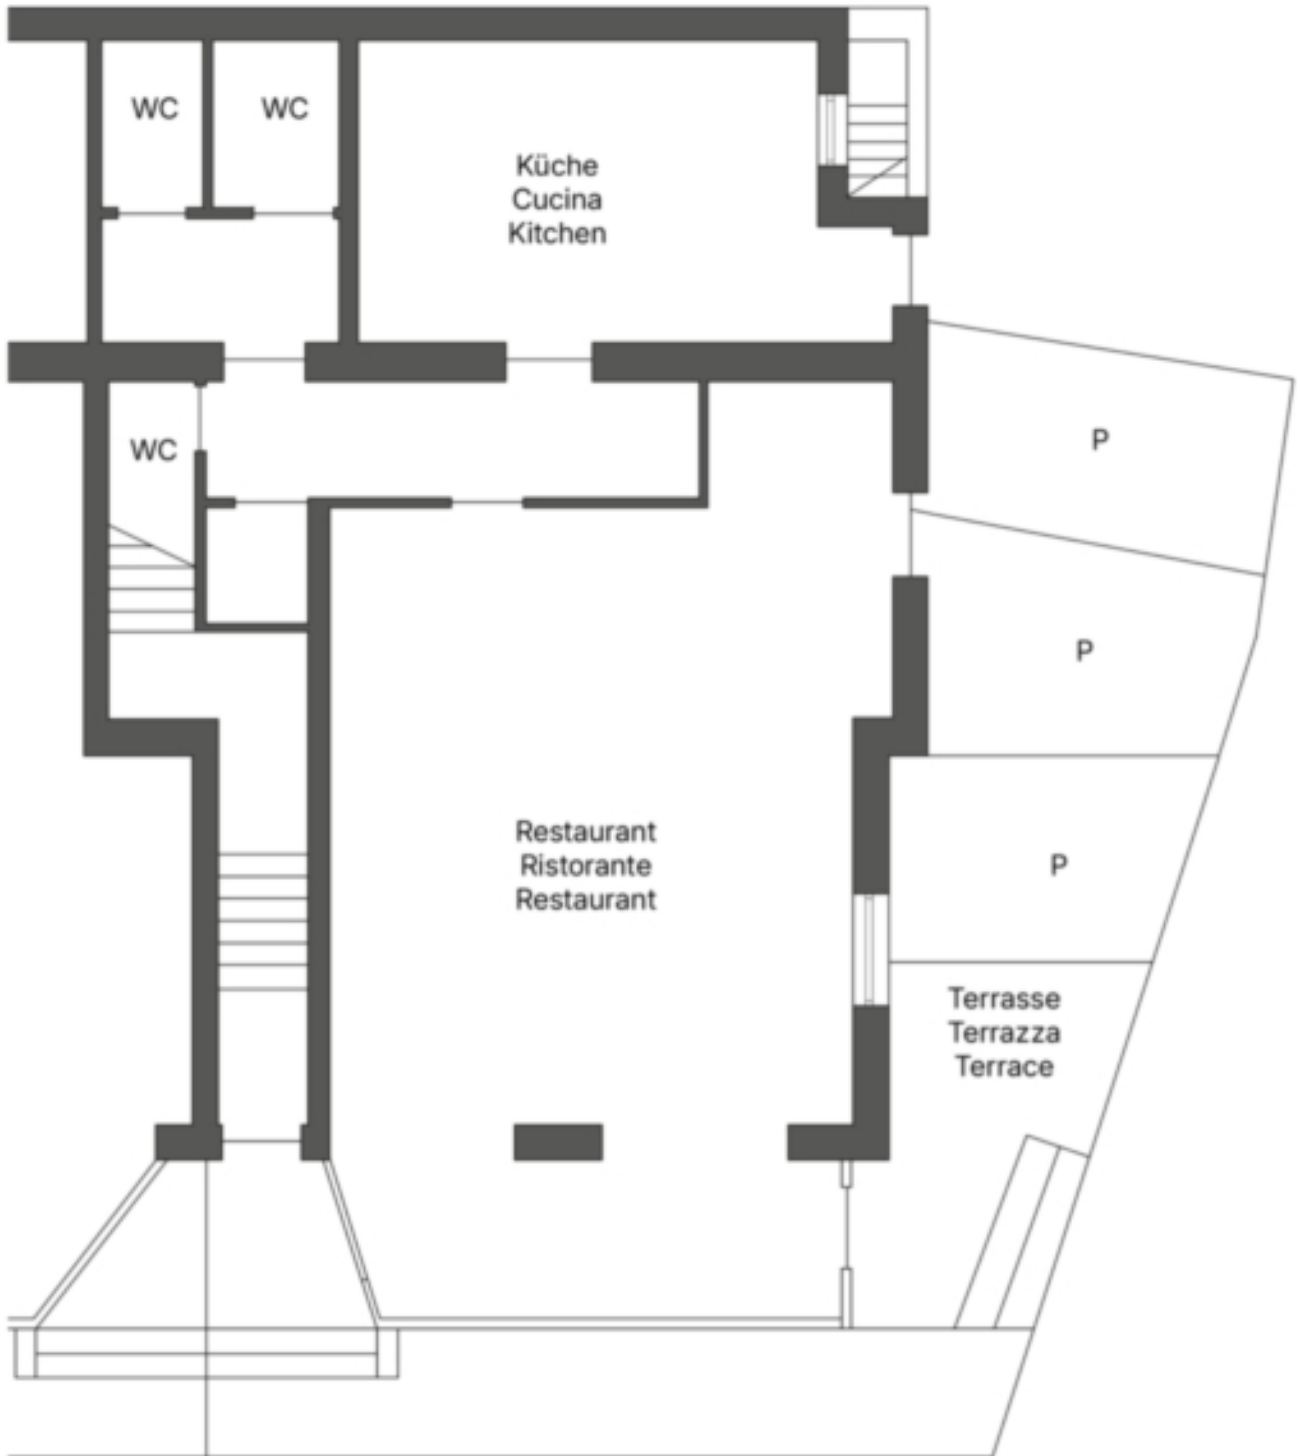 WC
WC
Küche
Cucina
Kitchen
WC
P
P
Restaurant
Ristorante
Restaurant
P
Terrasse
Terrazza
Terrace